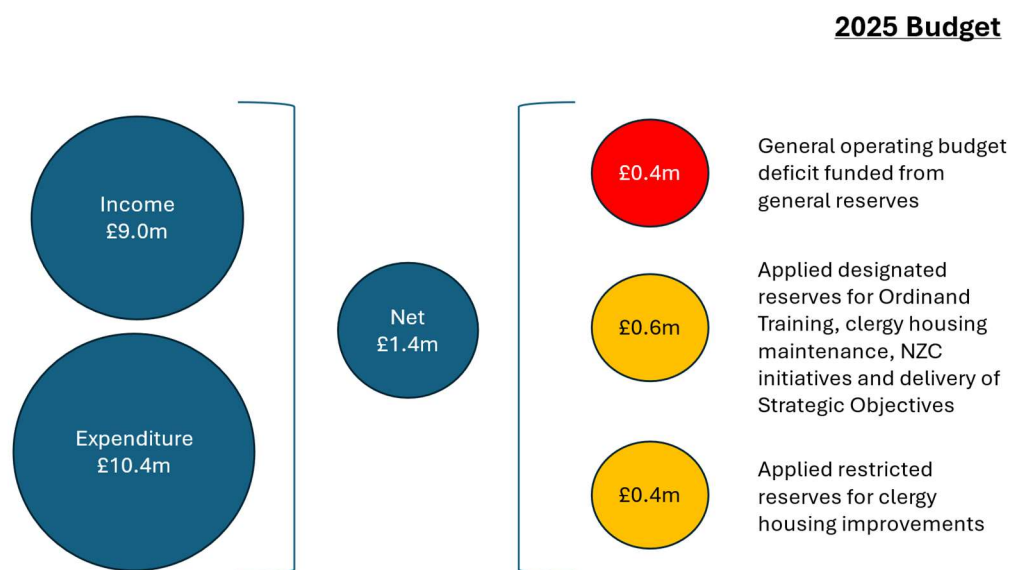 2025 Budget
Income
£9.0m
Expenditure
£10.4m
Net
£1.4m
£0.4m
General operating budget
deficit funded from
general reserves
£0.6m
Applied designated
reserves for Ordinand
Training, clergy housing
maintenance, NZC
initiatives and delivery of
Strategic Objectives
£0.4m
Applied restricted
reserves for clergy
housing improvements